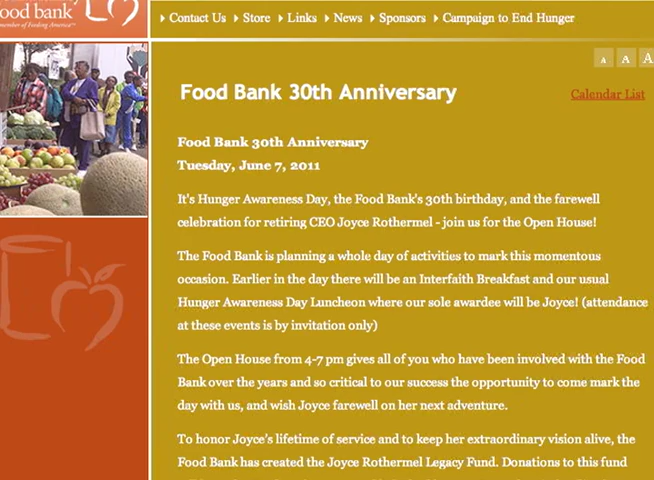 food bank
member of Feeding America™
Contact Us Store Links News Sponsors Campaign to End Hunger
A A A
Food Bank 30th Anniversary
Calendar List
Food Bank 30th Anniversary
Tuesday, June 7, 2011
It's Hunger Awareness Day, the Food Bank's 30th birthday, and the farewell
celebration for retiring CEO Joyce Rothermel - join us for the Open House!
The Food Bank is planning a whole day of activities to mark this momentous
occasion. Earlier in the day there will be an Interfaith Breakfast and our usual
Hunger Awareness Day Luncheon where our sole awardee will be Joyce! (attendance
at these events is by invitation only)
The Open House from 4-7 pm gives all of you who have been involved with the Food
Bank over the years and so critical to our success the opportunity to come mark the
day with us, and wish Joyce farewell on her next adventure.
To honor Joyce's lifetime of service and to keep her extraordinary vision alive, the
Food Bank has created the Joyce Rothermel Legacy Fund. Donations to this fund